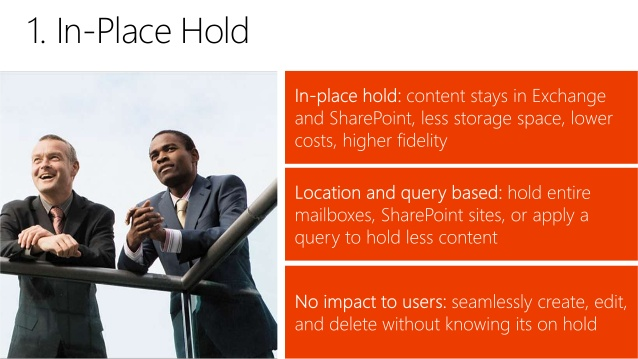 1. In-Place Hold
In-place hold: content stays in Exchange
and SharePoint, less storage space, lower
costs, higher fidelity
Location and query based: hold entire
mailboxes, SharePoint sites, or apply a
query to hold less content
No impact to users: seamlessly create, edit,
and delete without knowing its on hold